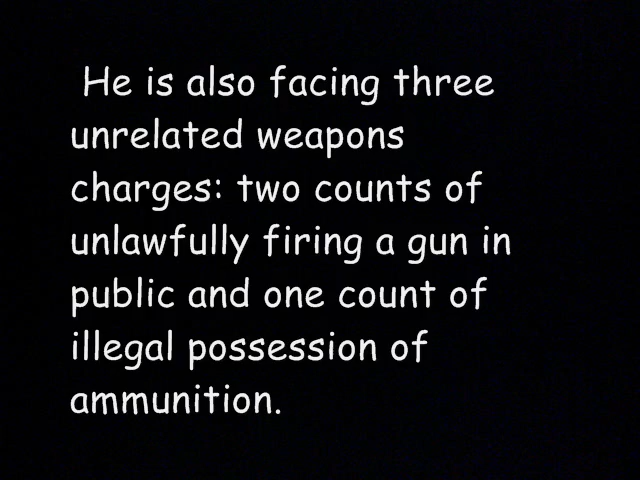 He is also facing three
unrelated weapons
charges: two counts of
unlawfully firing a gun in
public and one count of
illegal possession of
ammunition.